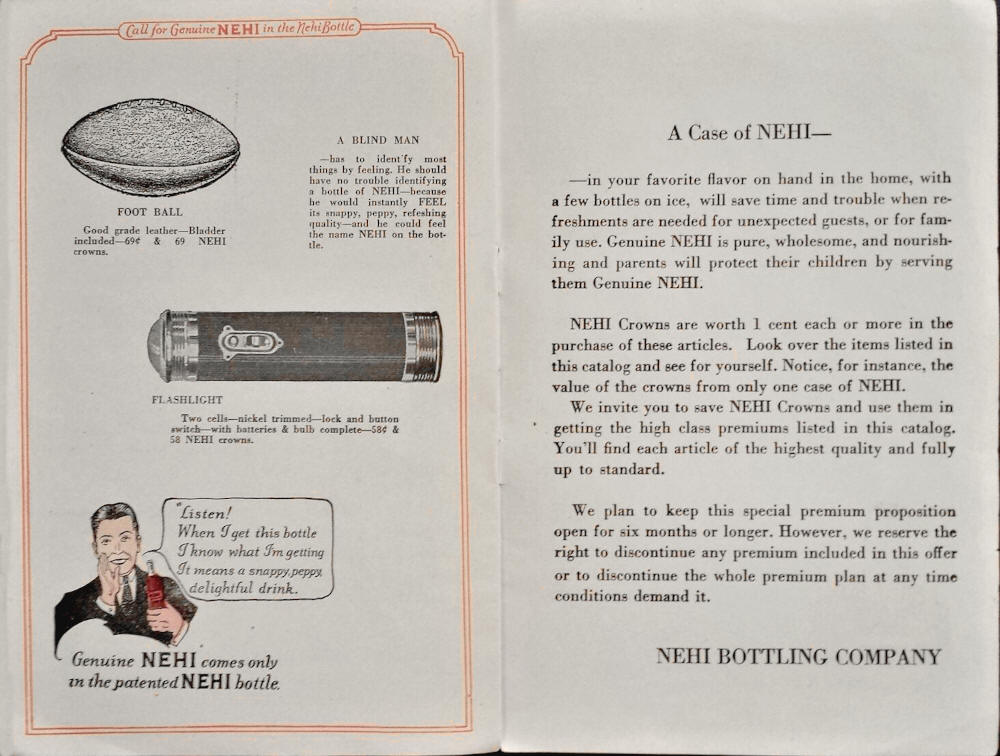 Call for Genuine NEHI in the Nehi Bottle
FOOT BALL
Good grade leather—Bladder
included—69¢ & 69 NEHI
crowns.
A BLIND MAN
—has to identify most
things by feeling. He should
have no trouble identifying
a bottle of NEHI—because
he would instantly FEEL
its snappy, peppy, refeshing
quality—and he could feel
the name NEHI on the bot-
tle.
FLASHLIGHT
Two cells—nickel trimmed—lock and button
switch—with batteries & bulb complete—58¢ &
58 NEHI crowns.
"Listen!
When I get this bottle
I know what I'm getting
It means a snappy, peppy,
delightful drink.
Genuine NEHI comes only
in the patented NEHI bottle.
A Case of NEHI—
—in your favorite flavor on hand in the home, with
a few bottles on ice, will save time and trouble when re-
freshments are needed for unexpected guests, or for fam-
ily use. Genuine NEHI is pure, wholesome, and nourish-
ing and parents will protect their children by serving
them Genuine NEHI.
NEHI Crowns are worth 1 cent each or more in the
purchase of these articles. Look over the items listed in
this catalog and see for yourself. Notice, for instance, the
value of the crowns from only one case of NEHI.
We invite you to save NEHI Crowns and use them in
getting the high class premiums listed in this catalog.
You'll find each article of the highest quality and fully
up to standard.
We plan to keep this special premium proposition
open for six months or longer. However, we reserve the
right to discontinue any premium included in this offer
or to discontinue the whole premium plan at any time
conditions demand it.
NEHI BOTTLING COMPANY